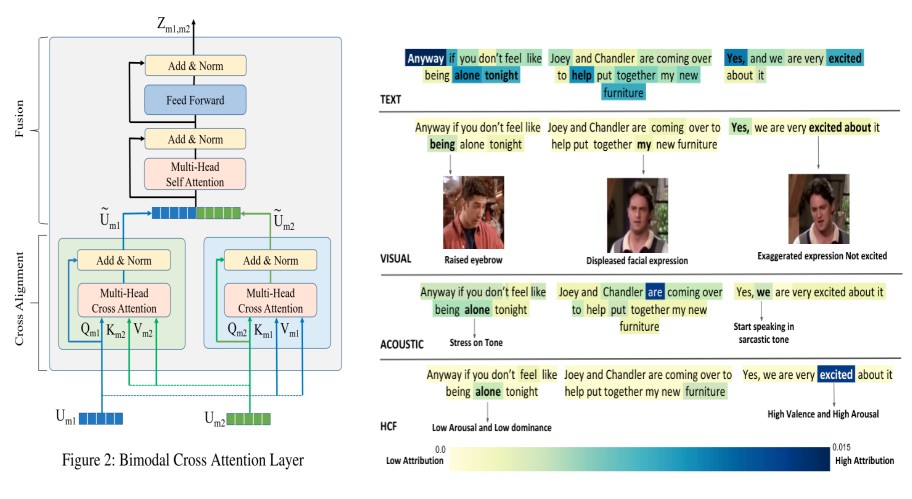 Z_{m1,m2}
Fusion
Add & Norm
Feed Forward
Add & Norm
Multi-Head
Self Attention
Ũ_{m1}
Ũ_{m2}
Cross Alignment
Add & Norm
Add & Norm
Multi-Head
Cross Attention
Multi-Head
Cross Attention
Q_{m1} K_{m2} V_{m2}
Q_{m2} K_{m1} V_{m1}
U_{m1}
U_{m2}
Figure 2: Bimodal Cross Attention Layer
Anyway if you don't feel like
being alone tonight
Joey and Chandler are coming over
to help put together my new
furniture
Yes, and we are very excited
about it
TEXT
Anyway if you don't feel like
being alone tonight
Joey and Chandler are coming over to
help put together my new furniture
Yes, we are very excited about it
VISUAL
Raised eyebrow
Displeased facial expression
Exaggerated expression Not excited
Anyway if you don't feel like
being alone tonight
Joey and Chandler are coming over
to help put together my new
furniture
Yes, we are very excited about it
ACOUSTIC
Stress on Tone
Start speaking in
sarcastic tone
Anyway if you don't feel like
being alone tonight
Joey and Chandler are coming over to
help put together my new furniture
Yes, we are very excited about it
HCF
Low Arousal and Low dominance
High Valence and High Arousal
0.0
0.015
Low Attribution
High Attribution